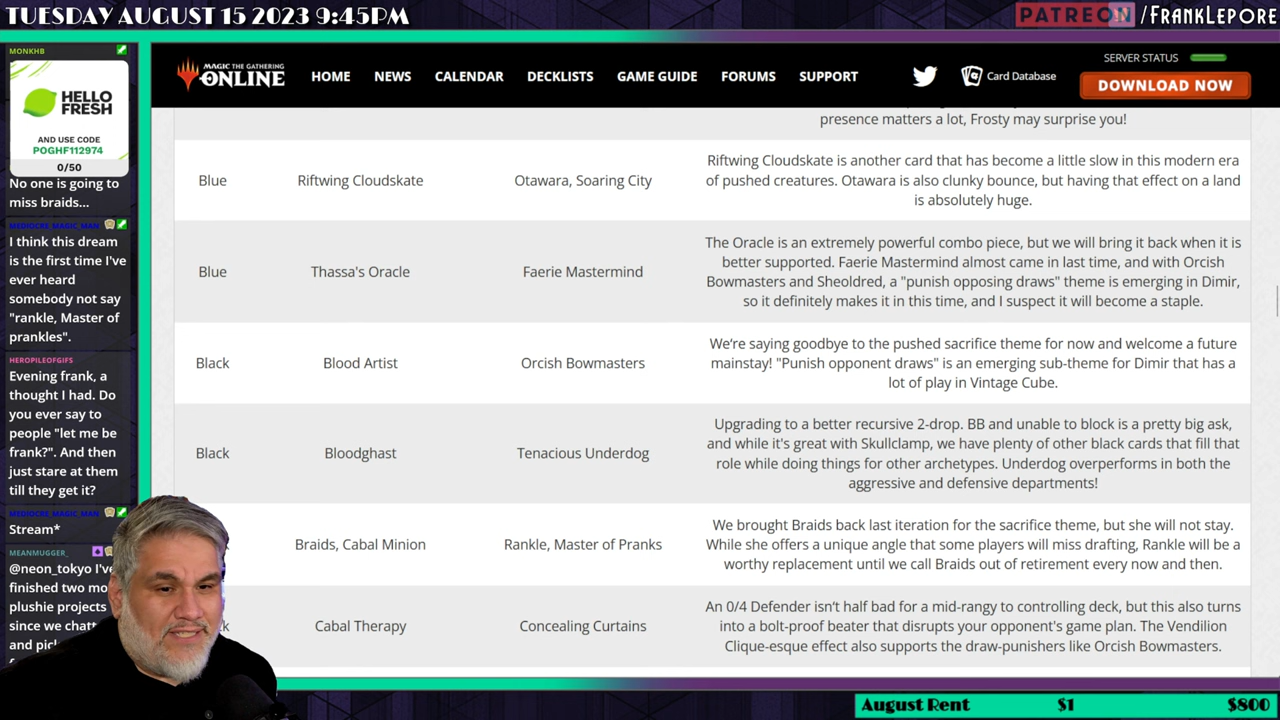 TUESDAY AUGUST 15 2023 9:45PM
PATREON /FRANKLEPORE
MONKHB
HELLO
FRESH
AND USE CODE
POGHF112974
0/50
No one is going to
miss braids...
MEDIOCRE_MAGIC_MAN
I think this dream
is the first time I've
ever heard
somebody not say
"rankle, Master of
prankles".
HEROPILEOFGIFS
Evening frank, a
thought I had. Do
you ever say to
people "let me be
frank?". And then
just stare at them
till they get it?
MEDIOCRE_MAGIC_MAN
Stream*
MEANMUGGER_
@neon_tokyo I've
finished two
plushie projects
since we
and
MAGIC THE GATHERING
ONLINE
HOME NEWS CALENDAR DECKLISTS GAME GUIDE FORUMS SUPPORT
Card Database
SERVER STATUS
DOWNLOAD NOW
presence matters a lot, Frosty may surprise you!
Blue Riftwing Cloudskate Otawara, Soaring City
Riftwing Cloudskate is another card that has become a little slow in this modern era
of pushed creatures. Otawara is also clunky bounce, but having that effect on a land
is absolutely huge.
Blue Thassa's Oracle Faerie Mastermind
The Oracle is an extremely powerful combo piece, but we will bring it back when it is
better supported. Faerie Mastermind almost came in last time, and with Orcish
Bowmasters and Sheoldred, a "punish opposing draws" theme is emerging in Dimir,
so it definitely makes it in this time, and I suspect it will become a staple.
Black Blood Artist Orcish Bowmasters
We're saying goodbye to the pushed sacrifice theme for now and welcome a future
mainstay! "Punish opponent draws" is an emerging sub-theme for Dimir that has a
lot of play in Vintage Cube.
Black Bloodghast Tenacious Underdog
Upgrading to a better recursive 2-drop. BB and unable to block is a pretty big ask,
and while it's great with Skullclamp, we have plenty of other black cards that fill that
role while doing things for other archetypes. Underdog overperforms in both the
aggressive and defensive departments!
Braids, Cabal Minion Rankle, Master of Pranks
We brought Braids back last iteration for the sacrifice theme, but she will not stay.
While she offers a unique angle that some players will miss drafting, Rankle will be a
worthy replacement until we call Braids out of retirement every now and then.
Cabal Therapy Concealing Curtains
An 0/4 Defender isn't half bad for a mid-rangy to controlling deck, but this also turns
into a bolt-proof beater that disrupts your opponent's game plan. The Vendilion
Clique-esque effect also supports the draw-punishers like Orcish Bowmasters.
August Rent $1 $800